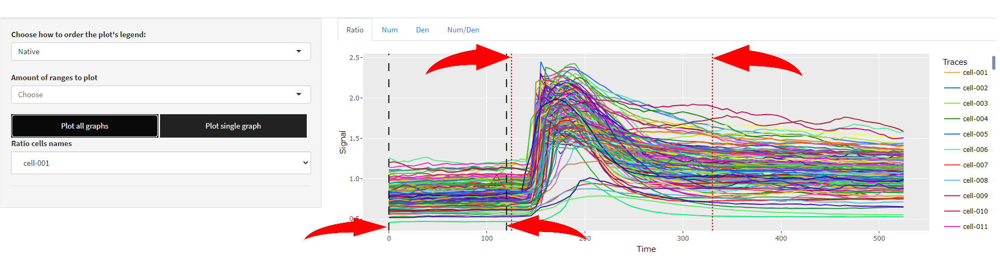 Choose how to order the plot's legend:
Native
Amount of ranges to plot
Choose
Plot all graphs
Plot single graph
Ratio cells names
cell-001
Ratio
Num
Den
Num/Den
2.5
2.0
1.5
1.0
0.5
Signal
0
100
200
300
400
500
Time
Traces
cell-001
cell-002
cell-003
cell-004
cell-005
cell-006
cell-007
cell-008
cell-009
cell-010
cell-011